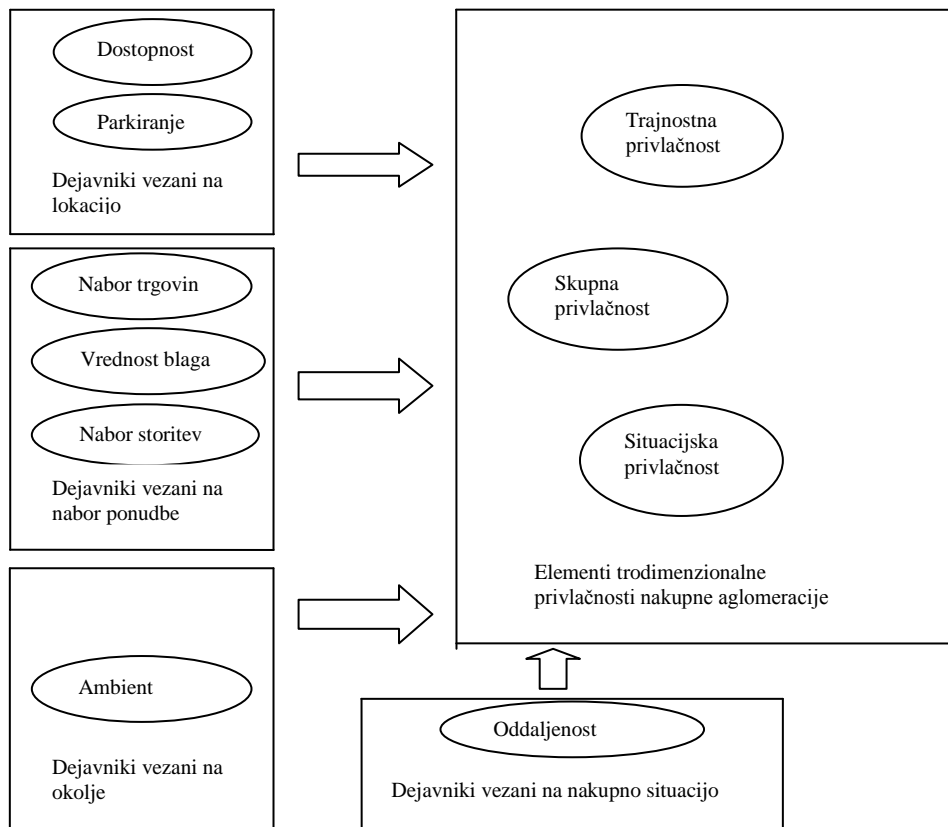 Dostopnost
Parkiranje
Dejavniki vezani na
lokacijo
Nabor trgovin
Vrednost blaga
Nabor storitev
Dejavniki vezani na
nabor ponudbe
Ambient
Dejavniki vezani na
okolje
Trajnostna
privlačnost
Skupna
privlačnost
Situacijska
privlačnost
Elementi trodimenzionalne
privlačnosti nakupne aglomeracije
Oddaljenost
Dejavniki vezani na nakupno situacijo